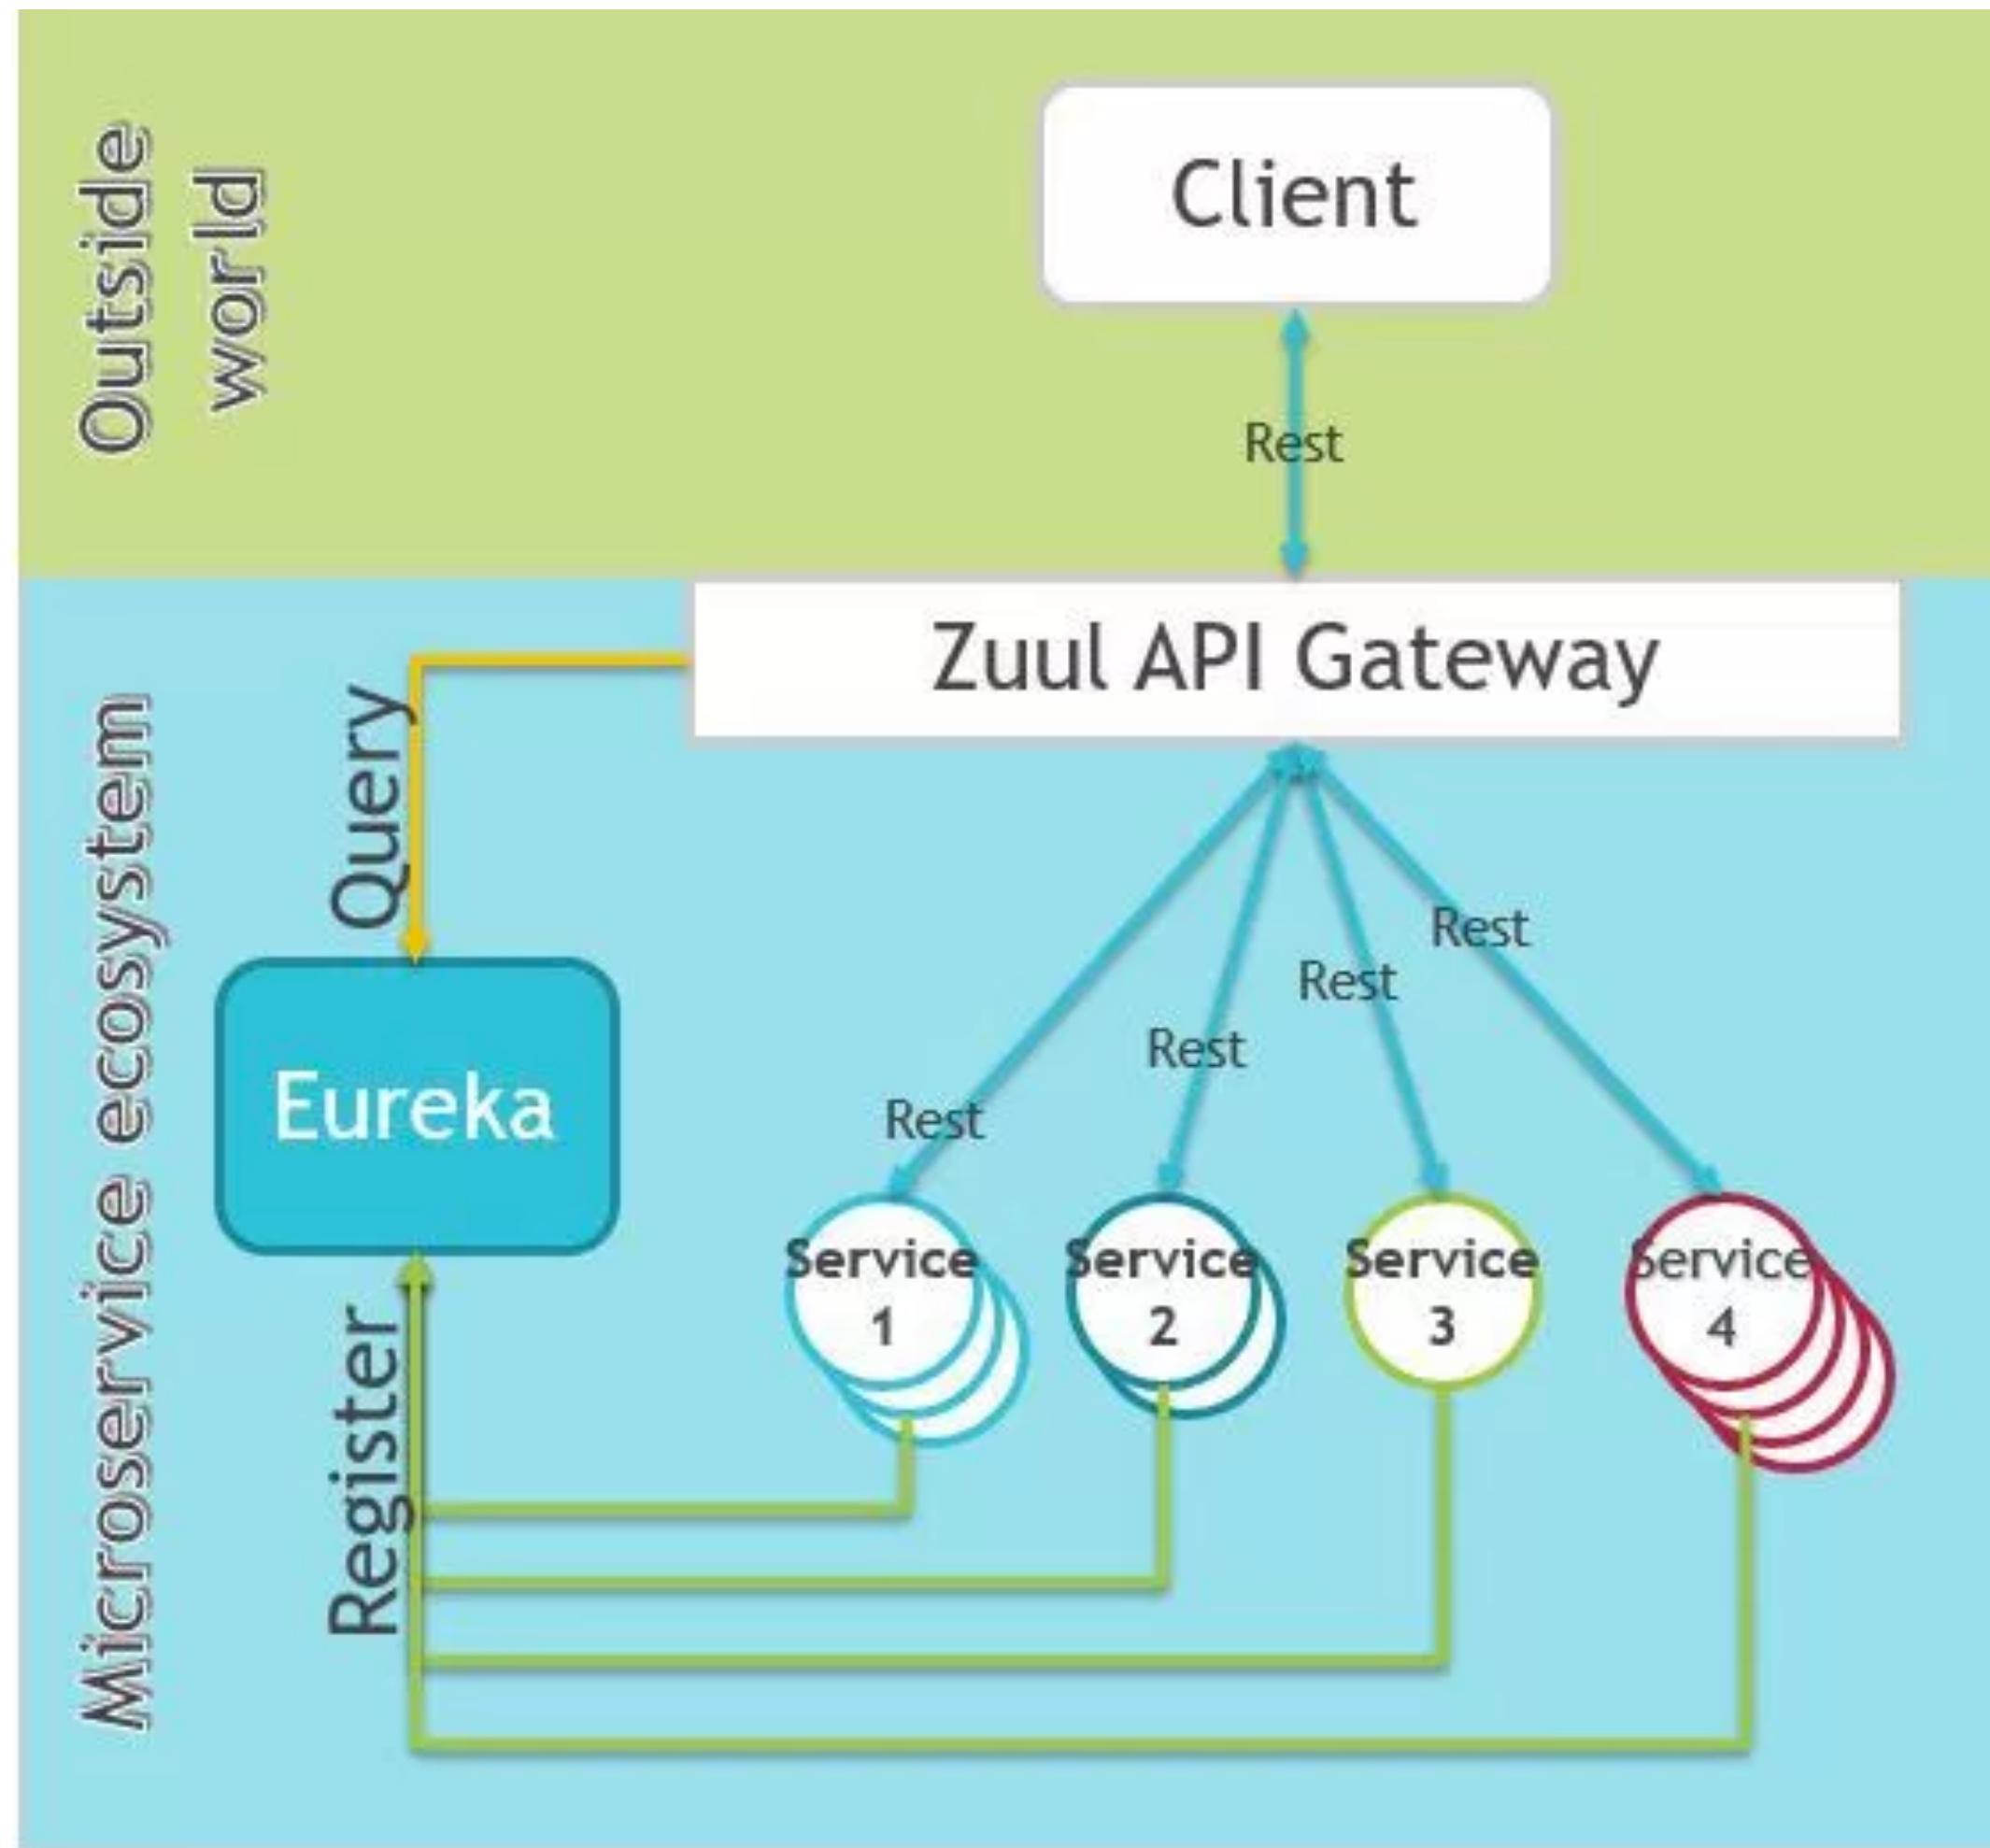 Outside
world
Client
Rest
Zuul API Gateway
Microservice ecosystem
Query
Rest
Rest
Rest
Rest
Eureka
Service
1
Service
2
Service
3
Service
4
Register